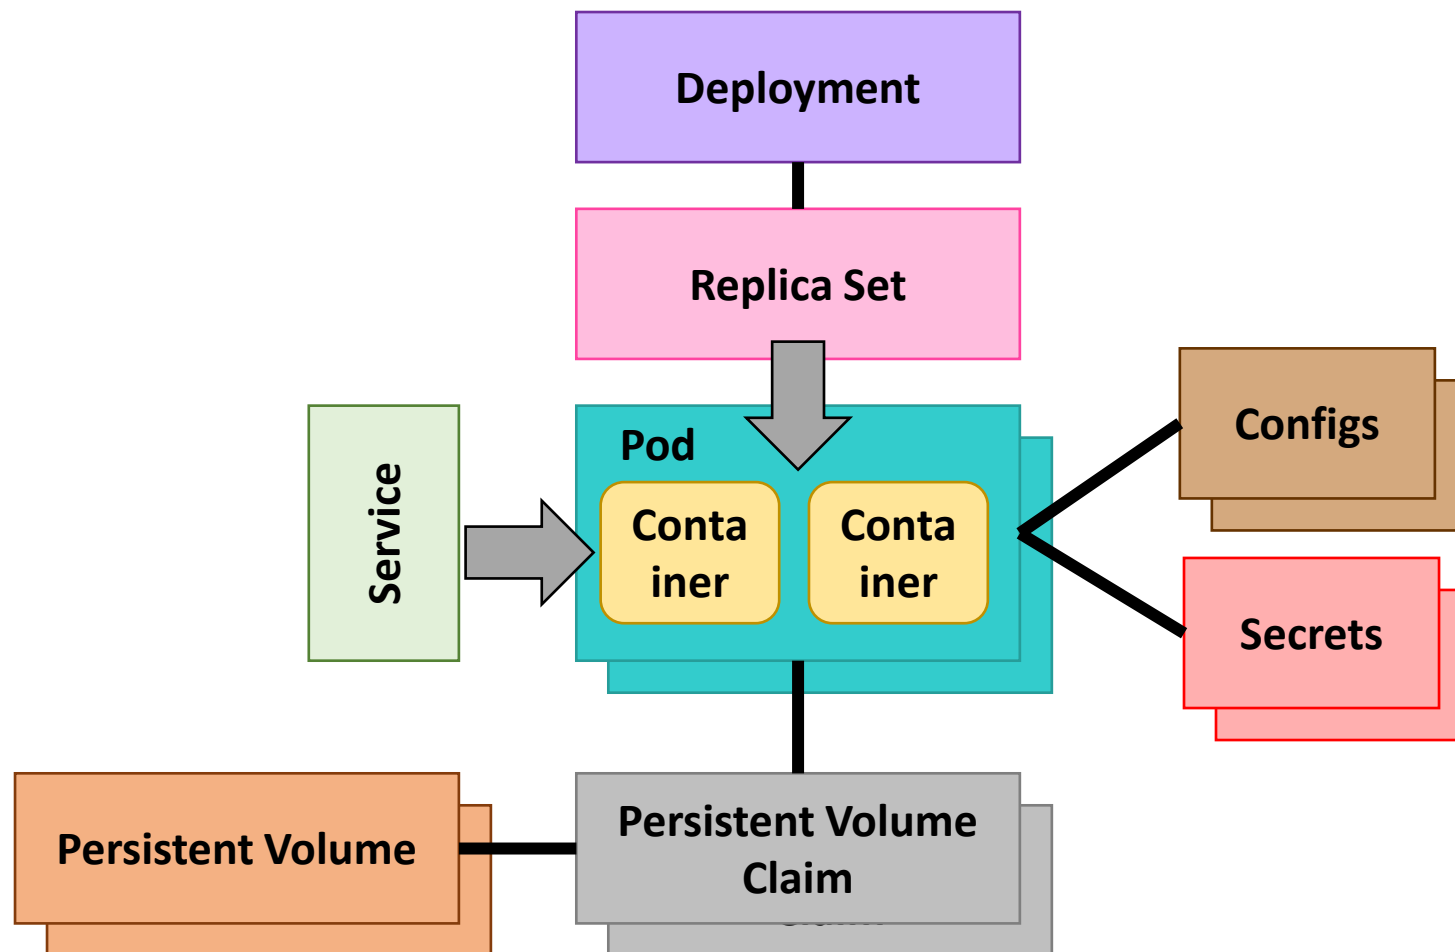 Deployment
Replica Set
Pod
Conta
iner
Conta
iner
Service
Configs
Secrets
Persistent Volume
Persistent Volume
Claim